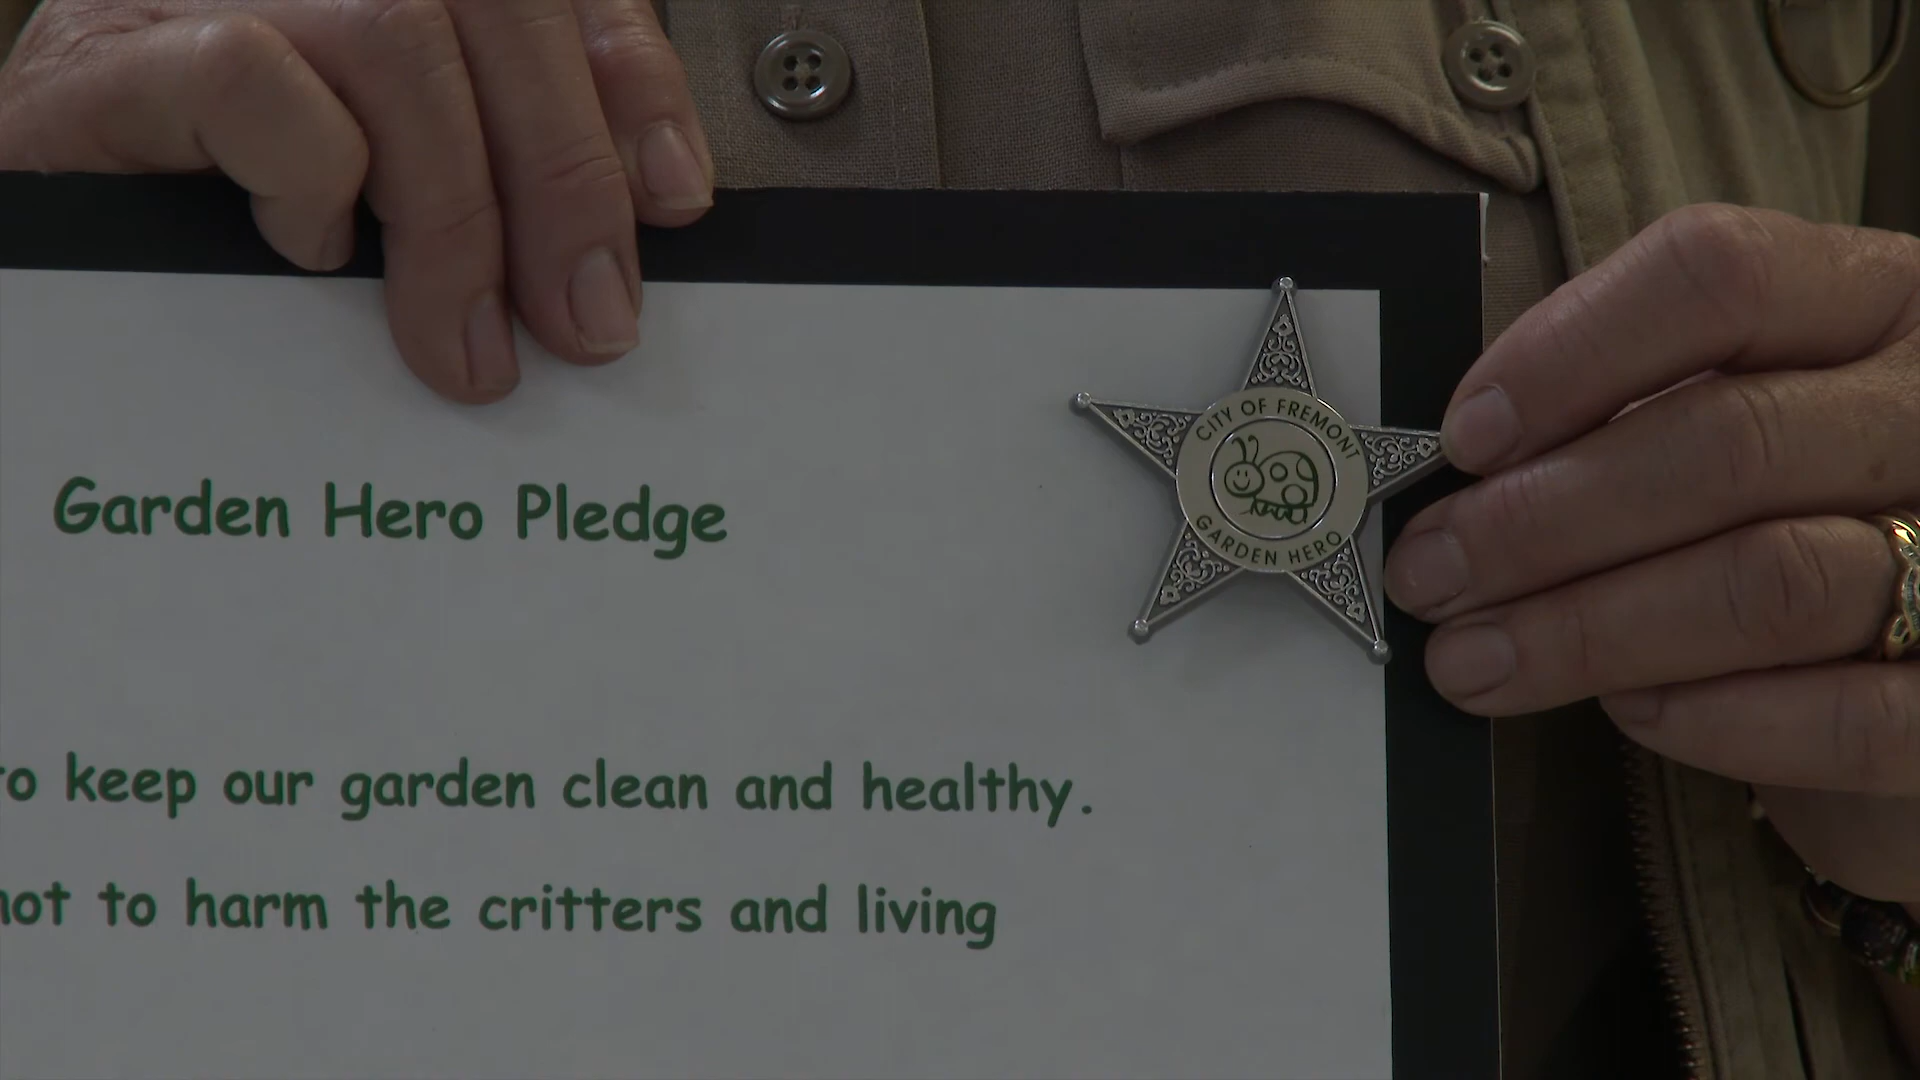 CITY OF FREMONT
GARDEN HERO
Garden Hero Pledge
to keep our garden clean and healthy.
not to harm the critters and living